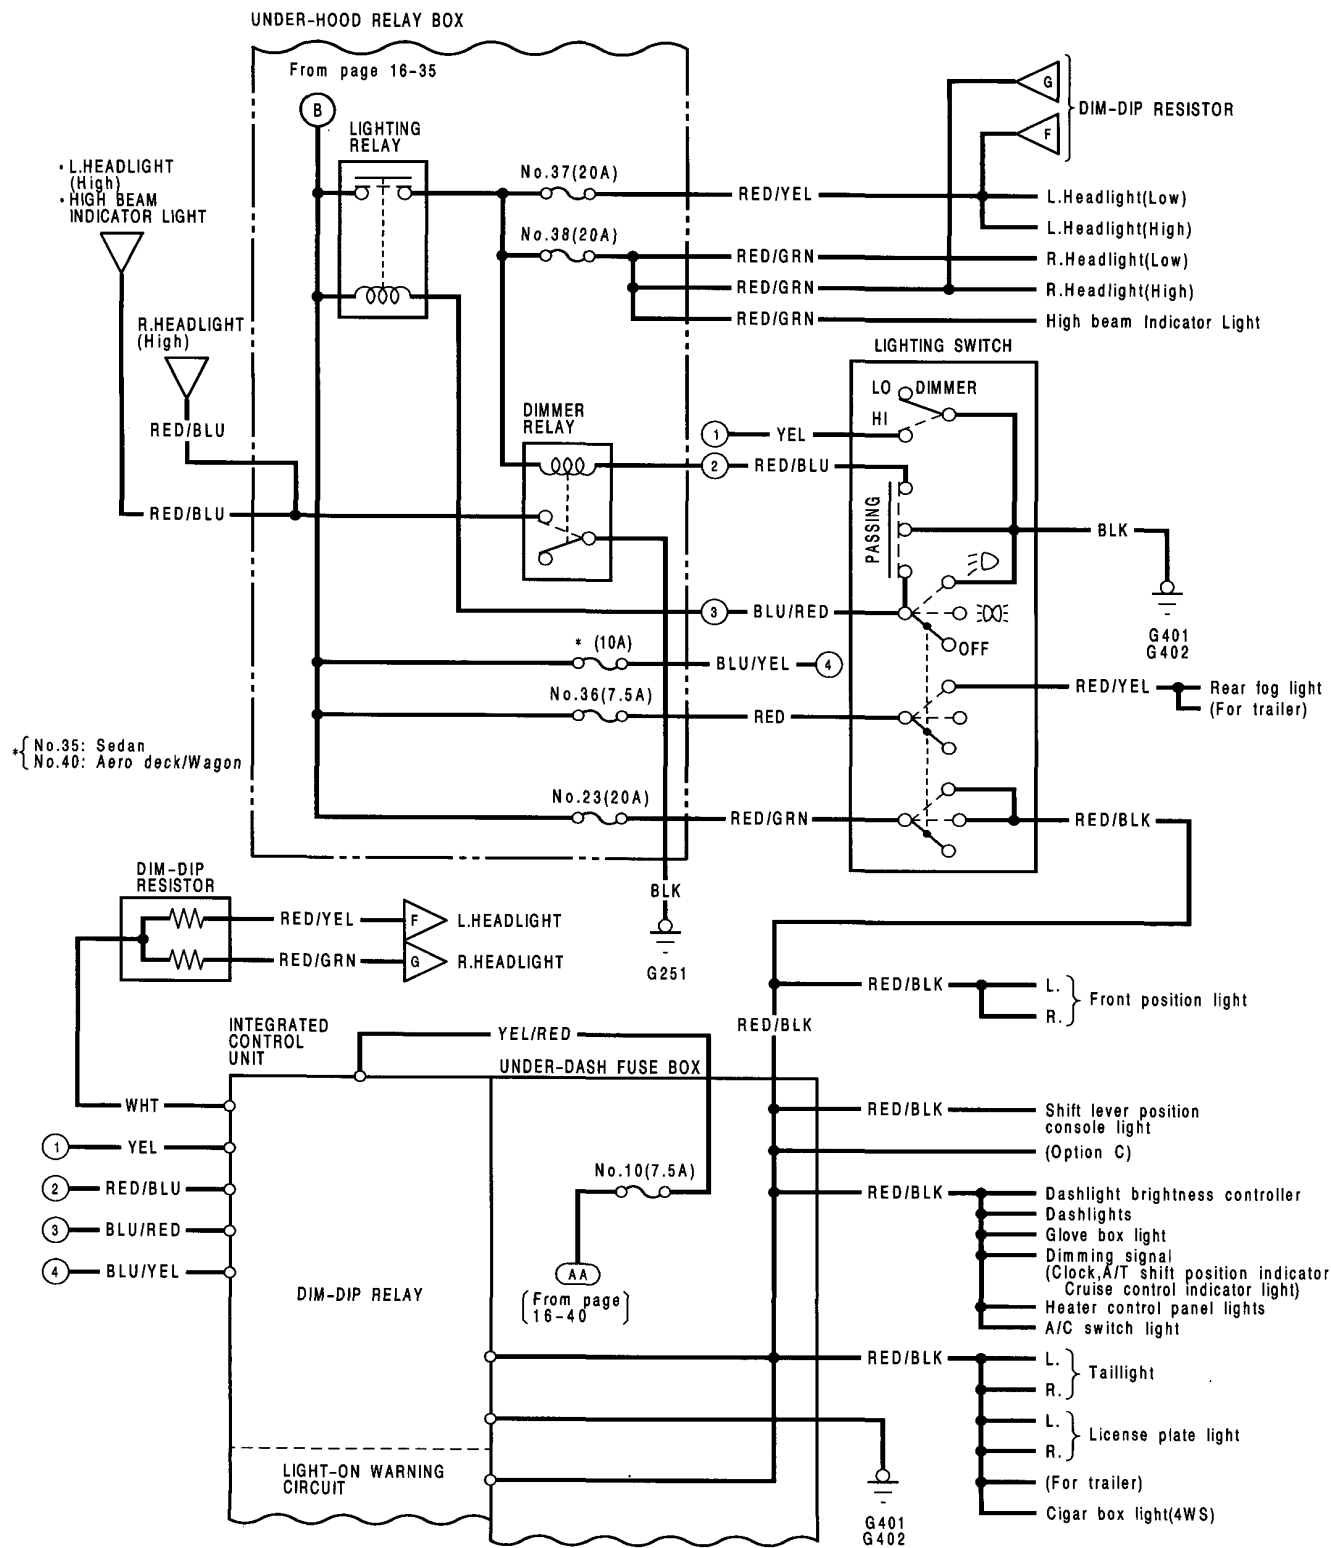 UNDER-HOOD RELAY BOX
From page 16-35
B
LIGHTING
RELAY
• L.HEADLIGHT
(High)
• HIGH BEAM
INDICATOR LIGHT
No.37(20A)
RED/YEL
G
F
DIM-DIP RESISTOR
L.Headlight(Low)
L.Headlight(High)
No.38(20A)
RED/GRN
R.Headlight(Low)
RED/GRN
R.Headlight(High)
RED/GRN
High beam Indicator Light
R.HEADLIGHT
(High)
RED/BLU
RED/BLU
LIGHTING SWITCH
LO
DIMMER
HI
DIMMER
RELAY
1
YEL
2
RED/BLU
PASSING
BLK
G401
G402
3
BLU/RED
OFF
* (10A)
BLU/YEL
4
No.36(7.5A)
RED
RED/YEL
Rear fog light
(For trailer)
* No.35: Sedan
No.40: Aero deck/Wagon
No.23(20A)
RED/GRN
RED/BLK
BLK
G251
DIM-DIP
RESISTOR
RED/YEL
F
L.HEADLIGHT
RED/GRN
G
R.HEADLIGHT
RED/BLK
L.
R.
Front position light
RED/BLK
INTEGRATED
CONTROL
UNIT
YEL/RED
UNDER-DASH FUSE BOX
WHT
1
YEL
2
RED/BLU
3
BLU/RED
4
BLU/YEL
DIM-DIP RELAY
No.10(7.5A)
AA
(From page
16-40)
RED/BLK
Shift lever position
console light
(Option C)
RED/BLK
Dashlight brightness controller
Dashlights
Glove box light
Dimming signal
(Clock,A/T shift position indicator
Cruise control indicator light)
Heater control panel lights
A/C switch light
RED/BLK
L.
R.
Taillight
L.
R.
License plate light
(For trailer)
Cigar box light(4WS)
LIGHT-ON WARNING
CIRCUIT
G401
G402